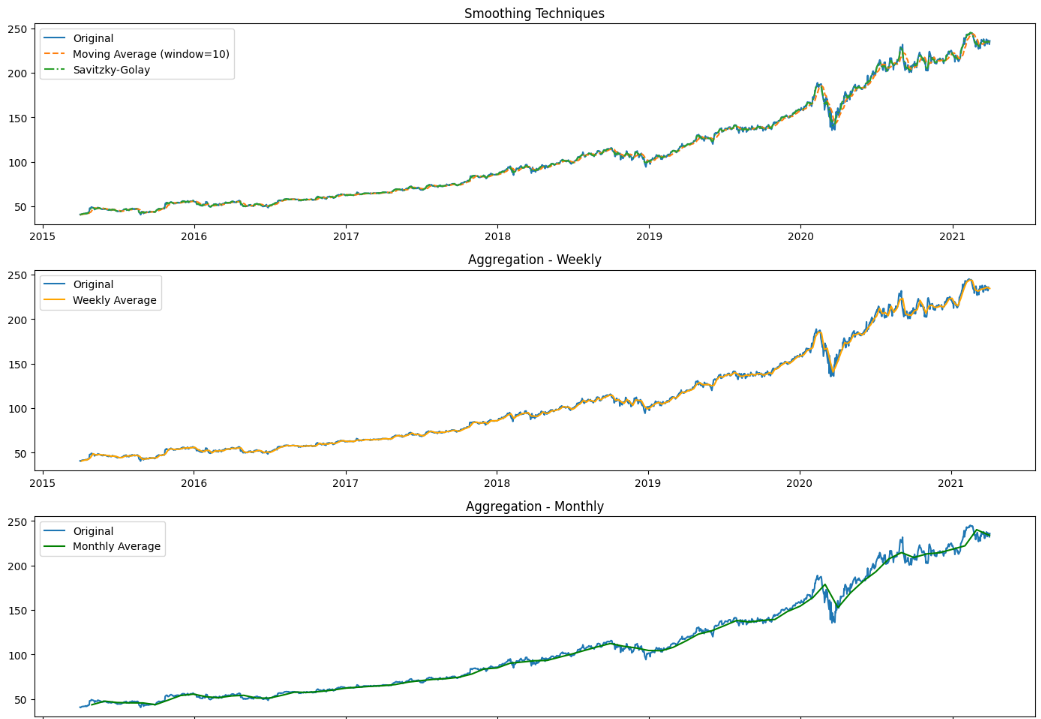 Smoothing Techniques
250
200
150
100
50
Original
Moving Average (window=10)
Savitzky-Golay
2015 2016 2017 2018 2019 2020 2021
Aggregation - Weekly
250
200
150
100
50
Original
Weekly Average
2015 2016 2017 2018 2019 2020 2021
Aggregation - Monthly
250
200
150
100
50
Original
Monthly Average